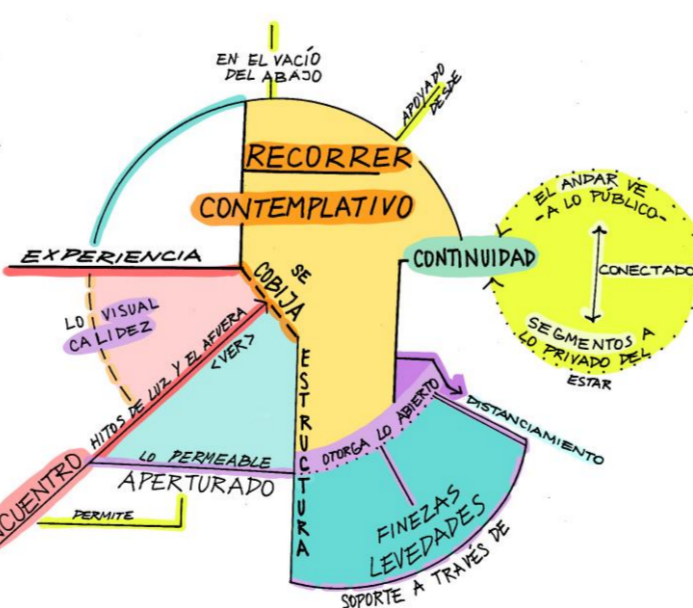 EN EL VACÍO
DEL ABAJO
APOYADO
DESDE
RECORRER
CONTEMPLATIVO
EXPERIENCIA
SE
COBIJA
CONTINUIDAD
EL ANDAR VE
- A LO PÚBLICO -
CONECTADO
SEGMENTOS A
LO PRIVADO DEL
ESTAR
LO VISUAL
CALIDEZ
HITOS DE LUZ Y EL AFUERA
<VER>
ESTRUCTURA
LO PERMEABLE
APERTURADO
PERMITE
OTORGA LO ABIERTO
DISTANCIAMIENTO
FINEZAS
LEVEDADES
SOPORTE A TRAVÉS DE